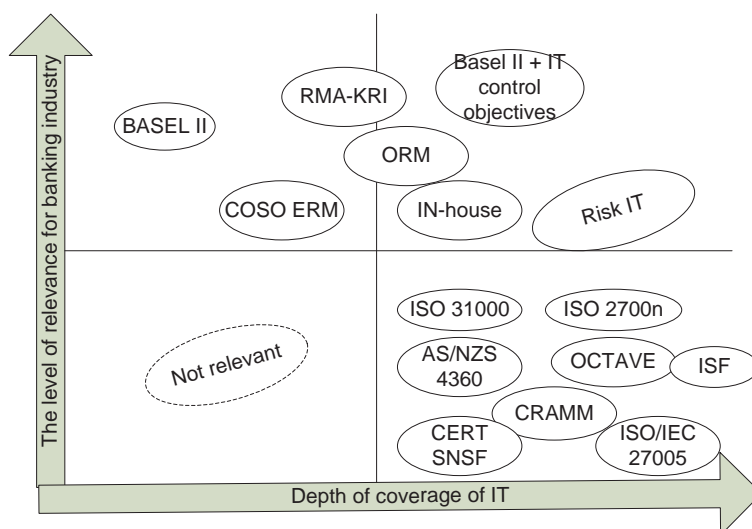 The level of relevance for banking industry
BASEL II
RMA-KRI
Basel II + IT
control
objectives
ORM
COSO ERM
IN-house
Risk IT
Not relevant
ISO 31000
ISO 2700n
AS/NZS
4360
OCTAVE
ISF
CRAMM
CERT
SNSF
ISO/IEC
27005
Depth of coverage of IT